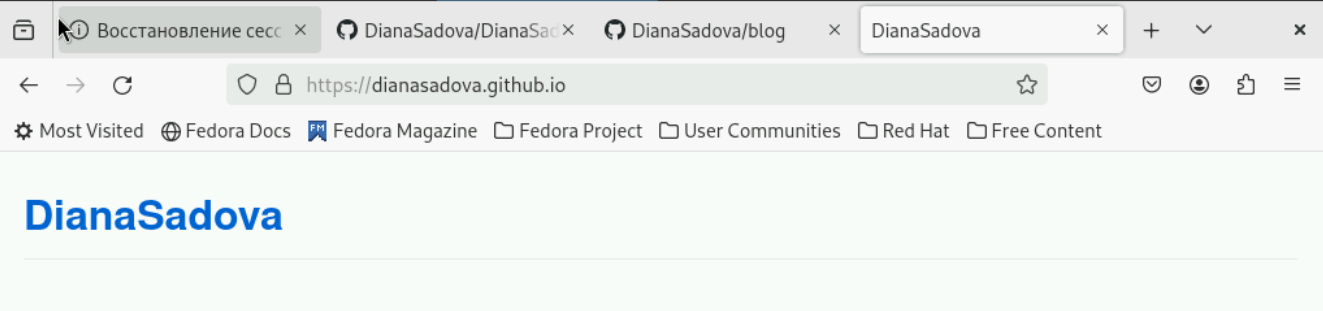 Восстановление сесс DianaSadova/DianaSad DianaSadova/blog DianaSadova
https://dianasadova.github.io
Most Visited Fedora Docs FM Fedora Magazine Fedora Project User Communities Red Hat Free Content
DianaSadova